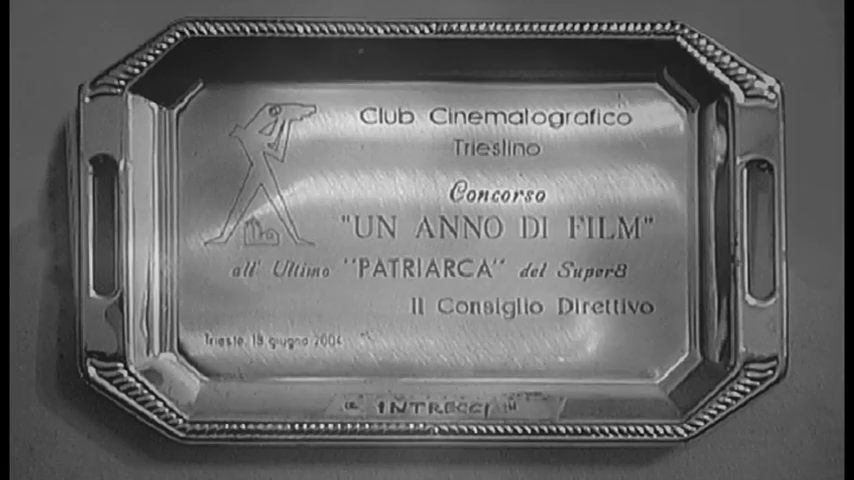 Club Cinematografico
Triestino
Concorso
"UN ANNO DI FILM"
all' Ultimo "PATRIARCA" del Super8
Il Consiglio Direttivo
Trieste, 18 giugno 2004
INTRECCI